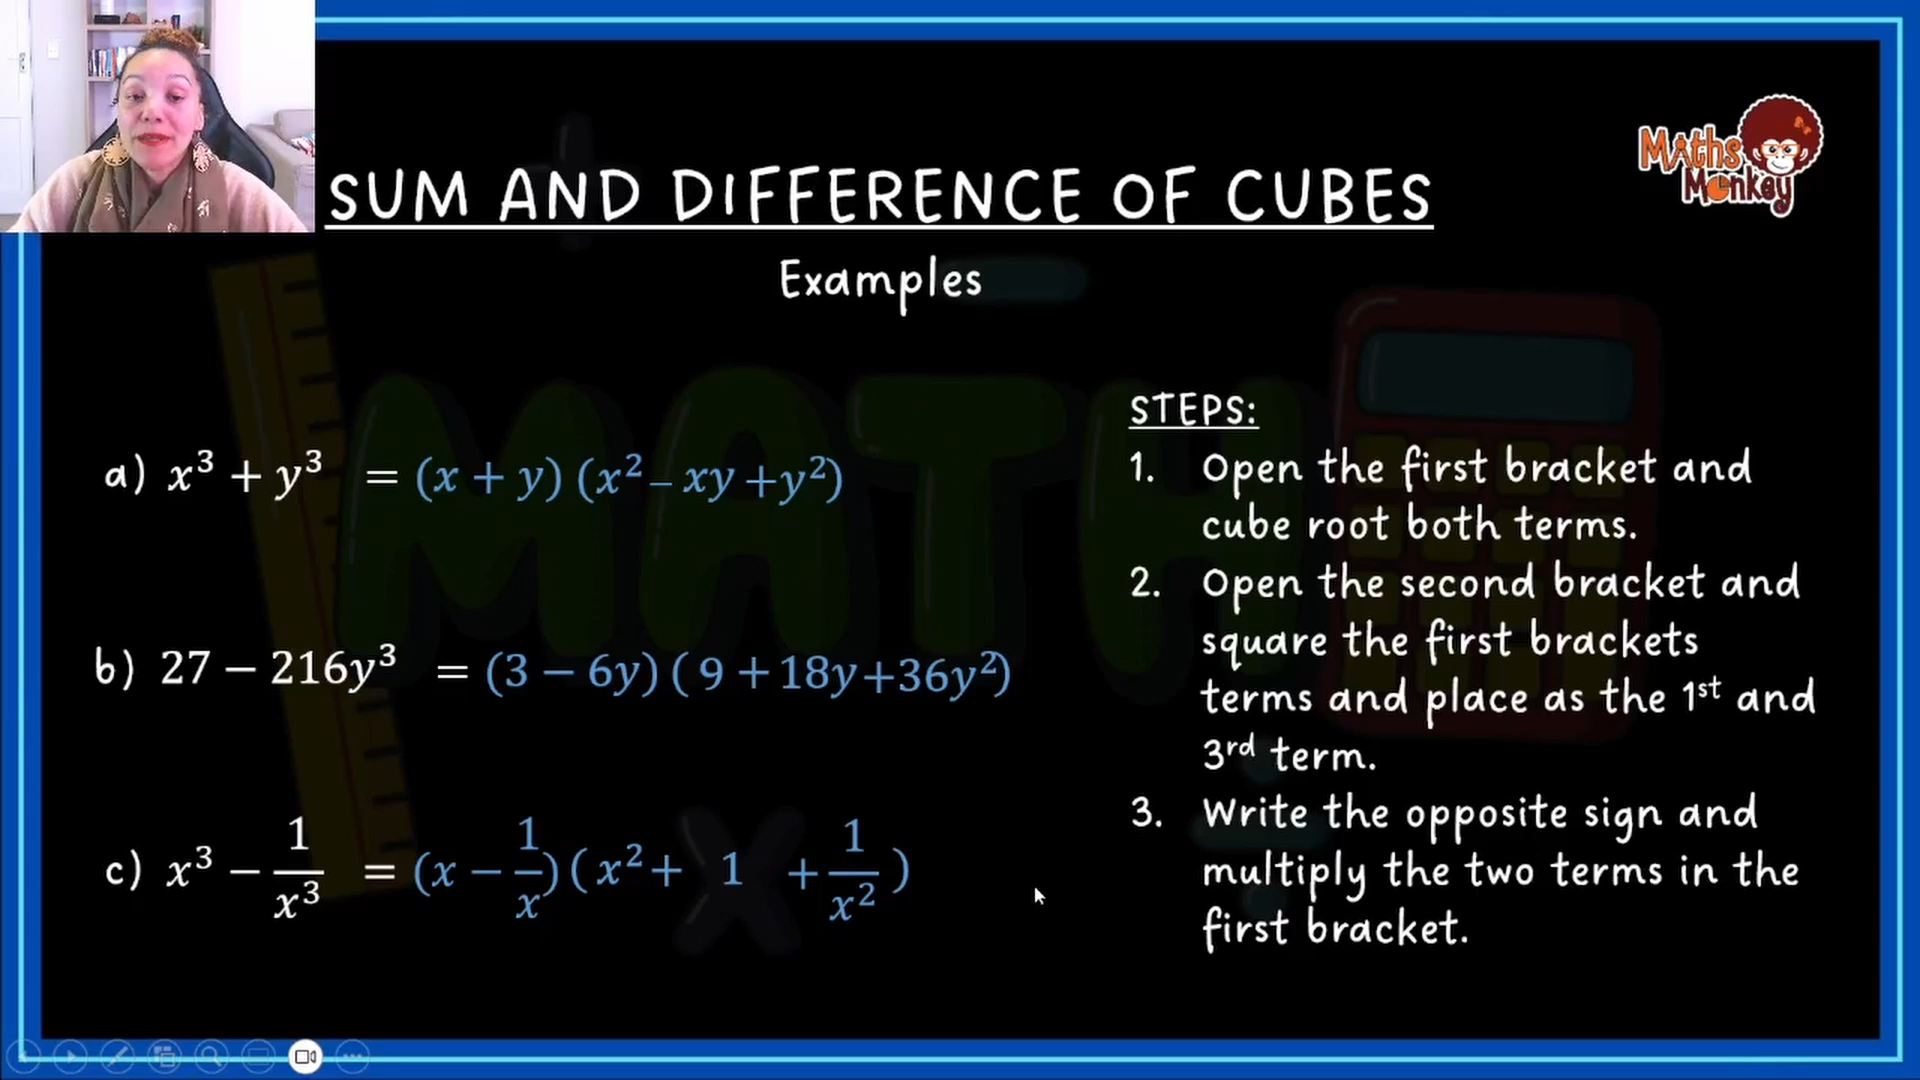 Maths
Monkey
SUM AND DIFFERENCE OF CUBES
Examples
a) x³ + y³ = (x + y) (x² – xy + y²)
b) 27 − 216y³ = (3 − 6y) ( 9 + 18y + 36y²)
c) x³ − 1/x³ = (x − 1/x) ( x² + 1 + 1/x² )
STEPS:
1. Open the first bracket and
cube root both terms.
2. Open the second bracket and
square the first brackets
terms and place as the 1st and
3rd term.
3. Write the opposite sign and
multiply the two terms in the
first bracket.
MATH